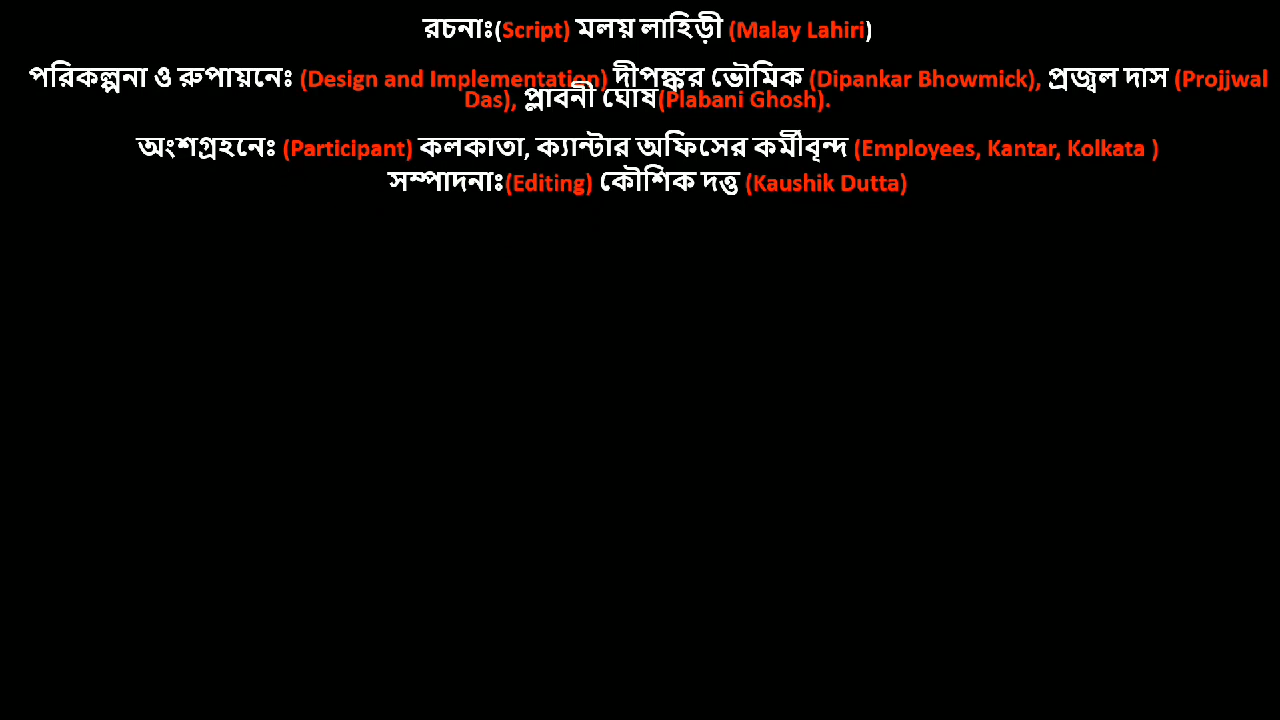 রচনাঃ(Script) মলয় লাহিড়ী (Malay Lahiri)
পরিকল্পনা ও রুপায়নেঃ (Design and Implementation) দীপঙ্কর ভৌমিক (Dipankar Bhowmick), প্রজ্বল দাস (Projjwal
Das), প্লাবনী ঘোষ(Plabani Ghosh).
অংশগ্রহনেঃ (Participant) কলকাতা, ক্যান্টার অফিসের কর্মীবৃন্দ (Employees, Kantar, Kolkata )
সম্পাদনাঃ(Editing) কৌশিক দত্ত (Kaushik Dutta)